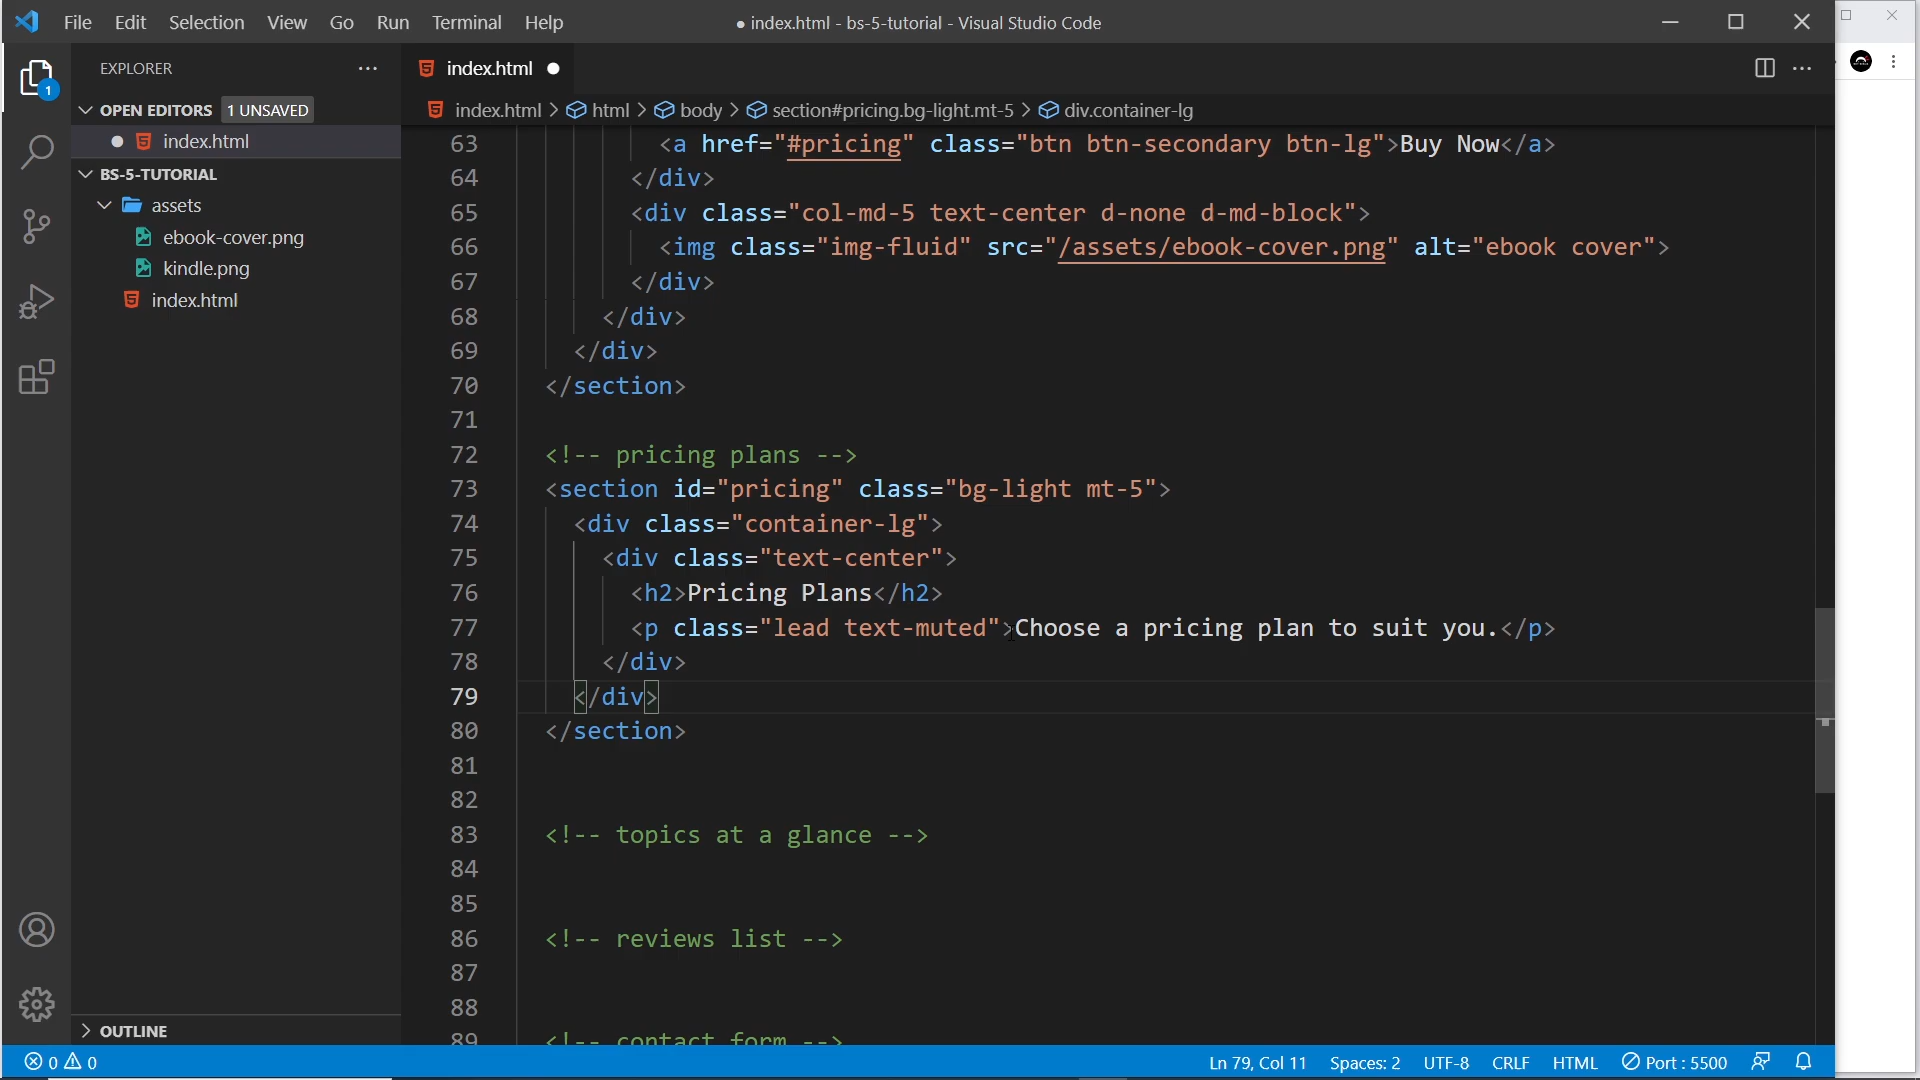 File Edit Selection View Go Run Terminal Help
● index.html - bs-5-tutorial - Visual Studio Code
EXPLORER
OPEN EDITORS 1 UNSAVED
index.html
BS-5-TUTORIAL
assets
ebook-cover.png
kindle.png
index.html
OUTLINE
1
index.html
index.html > html > body > section#pricing.bg-light.mt-5 > div.container-lg
63 <a href="#pricing" class="btn btn-secondary btn-lg">Buy Now</a>
64 </div>
65 <div class="col-md-5 text-center d-none d-md-block">
66 <img class="img-fluid" src="/assets/ebook-cover.png" alt="ebook cover">
67 </div>
68 </div>
69 </div>
70 </section>
71
72 <!-- pricing plans -->
73 <section id="pricing" class="bg-light mt-5">
74 <div class="container-lg">
75 <div class="text-center">
76 <h2>Pricing Plans</h2>
77 <p class="lead text-muted">Choose a pricing plan to suit you.</p>
78 </div>
79 </div>
80 </section>
81
82
83 <!-- topics at a glance -->
84
85
86 <!-- reviews list -->
87
88
89 <!-- contact form -->
0 0
Ln 79, Col 11 Spaces: 2 UTF-8 CRLF HTML Port : 5500